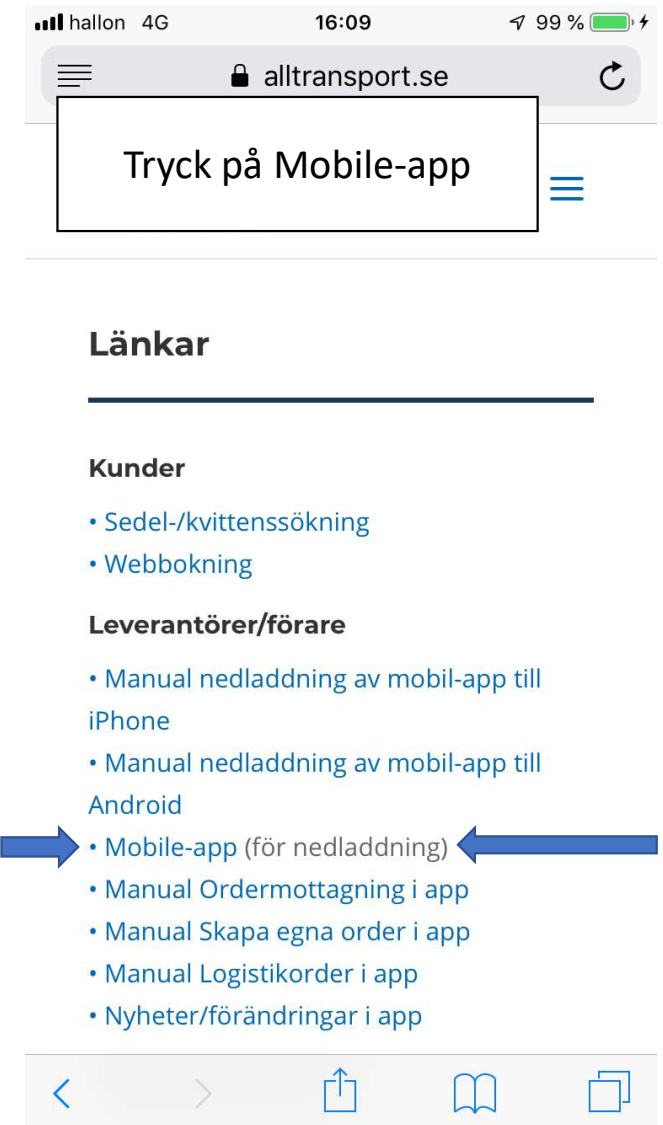 hallon 4G 16:09 99 %
alltransport.se
Tryck på Mobile-app
Länkar
Kunder
• Sedel-/kvittenssökning
• Webbokning
Leverantörer/förare
• Manual nedladdning av mobil-app till
iPhone
• Manual nedladdning av mobil-app till
Android
• Mobile-app (för nedladdning)
• Manual Ordermottagning i app
• Manual Skapa egna order i app
• Manual Logistikorder i app
• Nyheter/förändringar i app